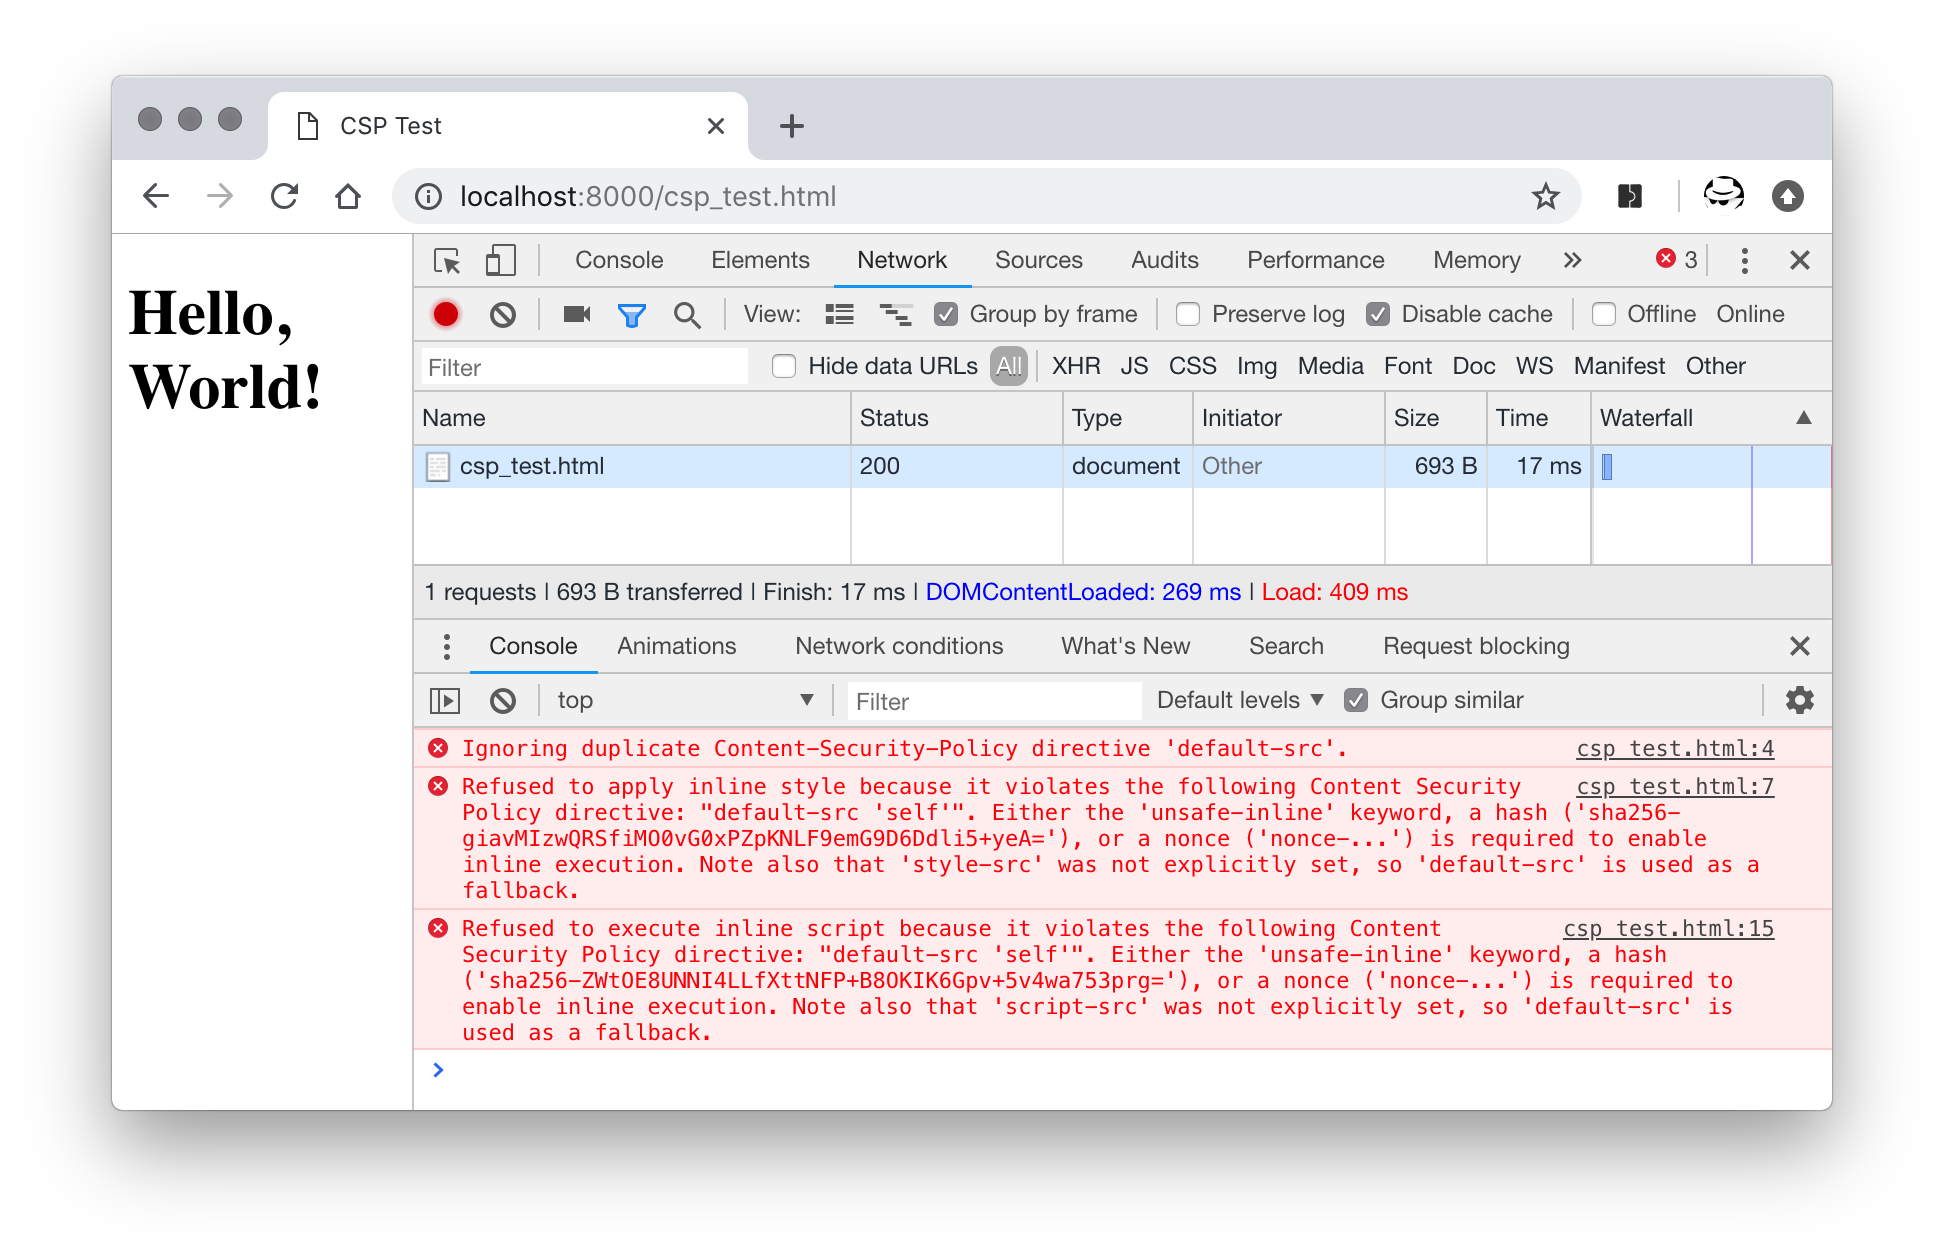 CSP Test
localhost:8000/csp_test.html
Hello,
World!
Console Elements Network Sources Audits Performance Memory 3
View: Group by frame Preserve log Disable cache Offline Online
Filter Hide data URLs All XHR JS CSS Img Media Font Doc WS Manifest Other
Name Status Type Initiator Size Time Waterfall
csp_test.html 200 document Other 693 B 17 ms
1 requests | 693 B transferred | Finish: 17 ms | DOMContentLoaded: 269 ms | Load: 409 ms
Console Animations Network conditions What's New Search Request blocking
top Filter Default levels Group similar
Ignoring duplicate Content-Security-Policy directive 'default-src'. csp_test.html:4
Refused to apply inline style because it violates the following Content Security csp_test.html:7
Policy directive: "default-src 'self'". Either the 'unsafe-inline' keyword, a hash ('sha256-
giavMIzwQRSfiMO0vG0xPZpKNLF9emG9D6Ddli5+yeA='), or a nonce ('nonce-...') is required to enable
inline execution. Note also that 'style-src' was not explicitly set, so 'default-src' is used as a
fallback.
Refused to execute inline script because it violates the following Content csp_test.html:15
Security Policy directive: "default-src 'self'". Either the 'unsafe-inline' keyword, a hash
('sha256-ZWtOE8UNNI4LLfXttNFP+B8OKIK6Gpv+5v4wa753prg='), or a nonce ('nonce-...') is required to
enable inline execution. Note also that 'script-src' was not explicitly set, so 'default-src' is
used as a fallback.